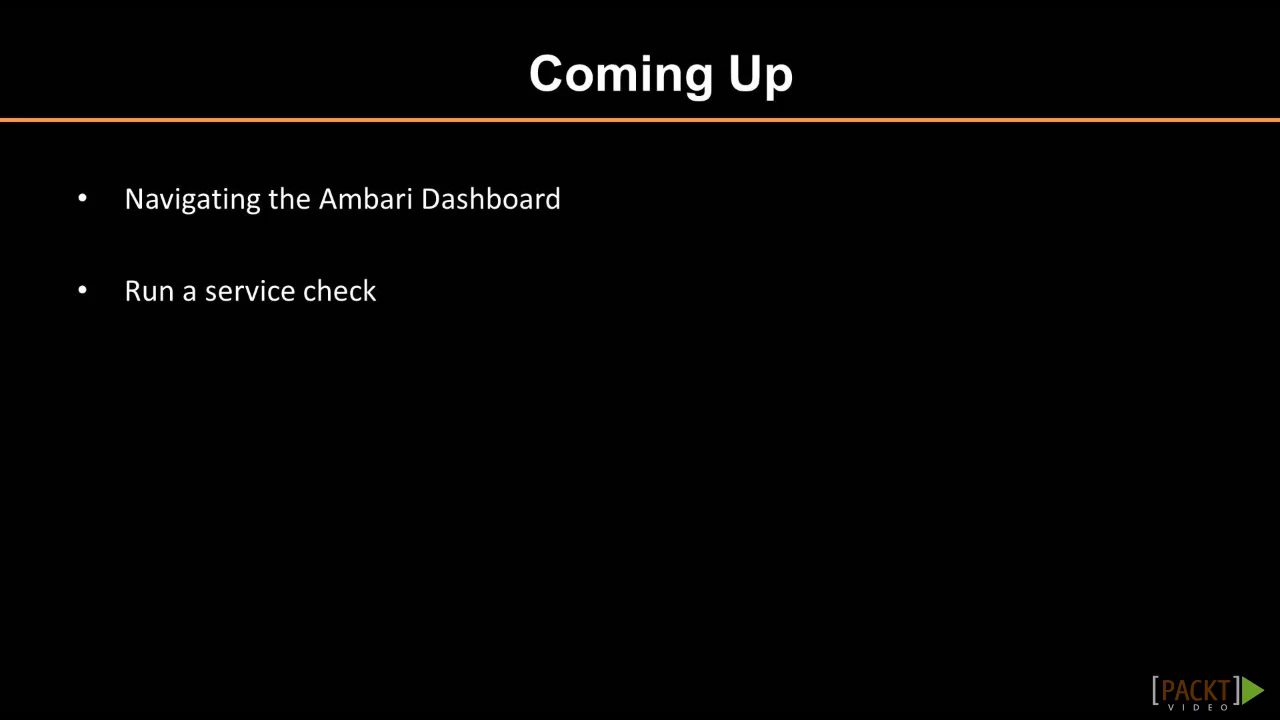 Coming Up
• Navigating the Ambari Dashboard
• Run a service check
[PACKT]
VIDEO